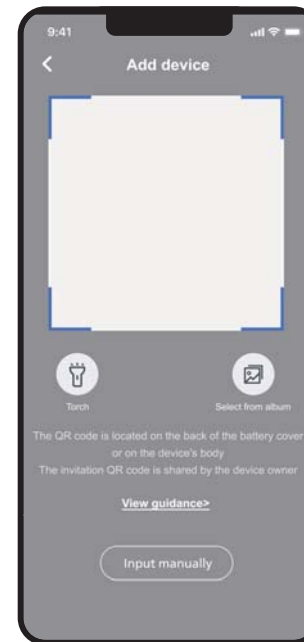 9:41
Add device
Torch
Select from album
The QR code is located on the back of the battery cover
or on the device's body
The invitation QR code is shared by the device owner
View guidance>
Input manually